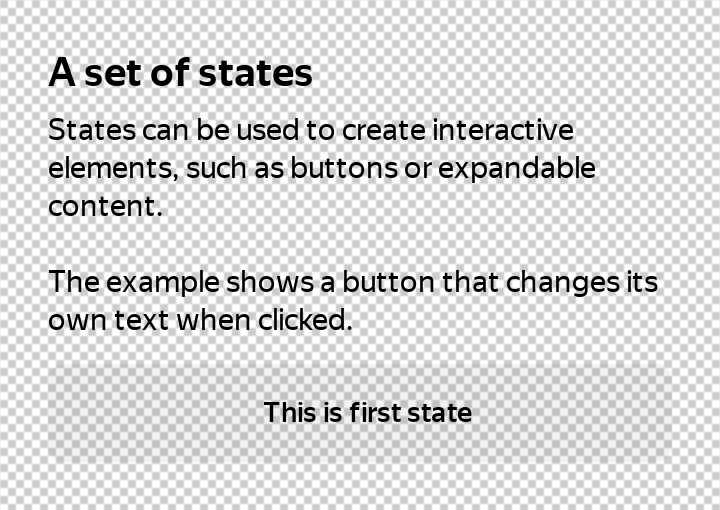 A set of states
States can be used to create interactive
elements, such as buttons or expandable
content.
The example shows a button that changes its
own text when clicked.
This is first state